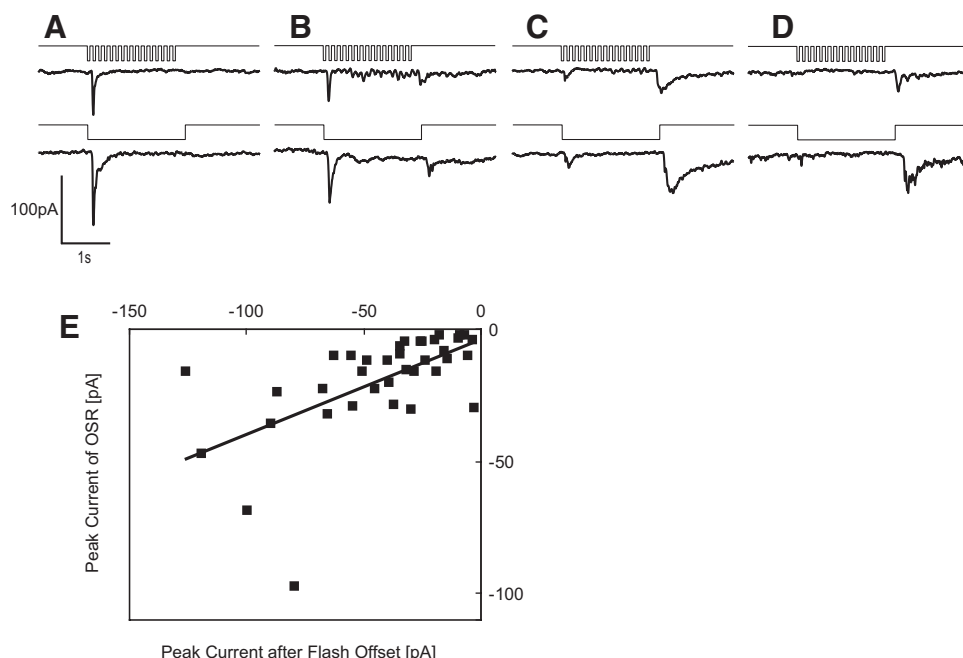 A B C D
100pA
1s
E
-150 -100 -50 0
0
-50
-100
Peak Current of OSR [pA]
Peak Current after Flash Offset [pA]